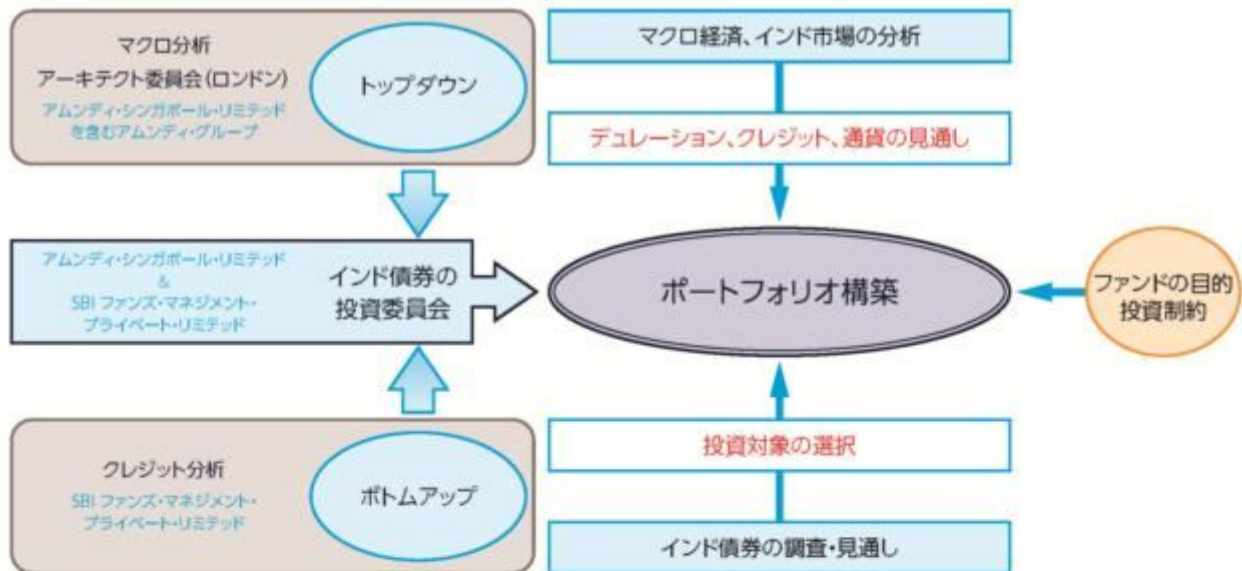 マクロ分析
アーキテクト委員会(ロンドン)
アムンディ・シンガポール・リミテッド
を含むアムンディ・グループ
トップダウン
マクロ経済、インド市場の分析
デュレーション、クレジット、通貨の見通し
アムンディ・シンガポール・リミテッド
&
SBI ファンズ・マネジメント・
プライベート・リミテッド
インド債券の
投資委員会
ポートフォリオ構築
ファンドの目的
投資制約
クレジット分析
SBI ファンズ・マネジメント・
プライベート・リミテッド
ボトムアップ
投資対象の選択
インド債券の調査・見通し